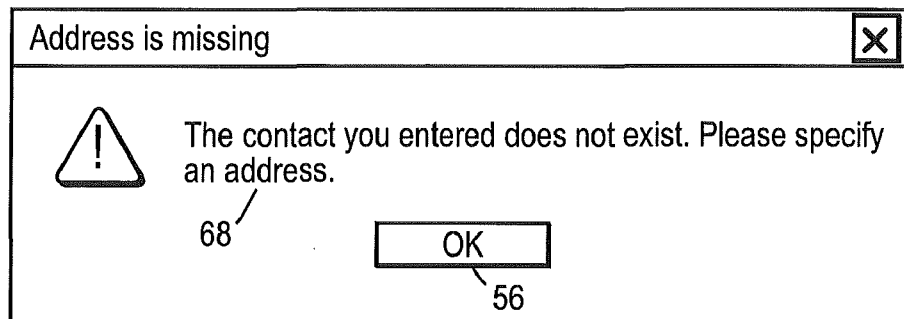 Address is missing
The contact you entered does not exist. Please specify
an address.
68
OK
56